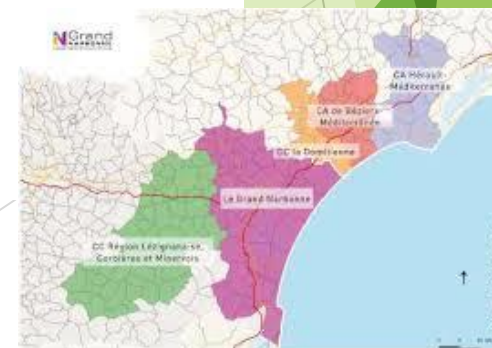 Grand
NARBONNE
CA Hérault-
Méditerranée
CA de Béziers-
Méditerranée
CC la Domitienne
Le Grand Narbonne
CC Région Lézignanaise,
Corbières et Minervois